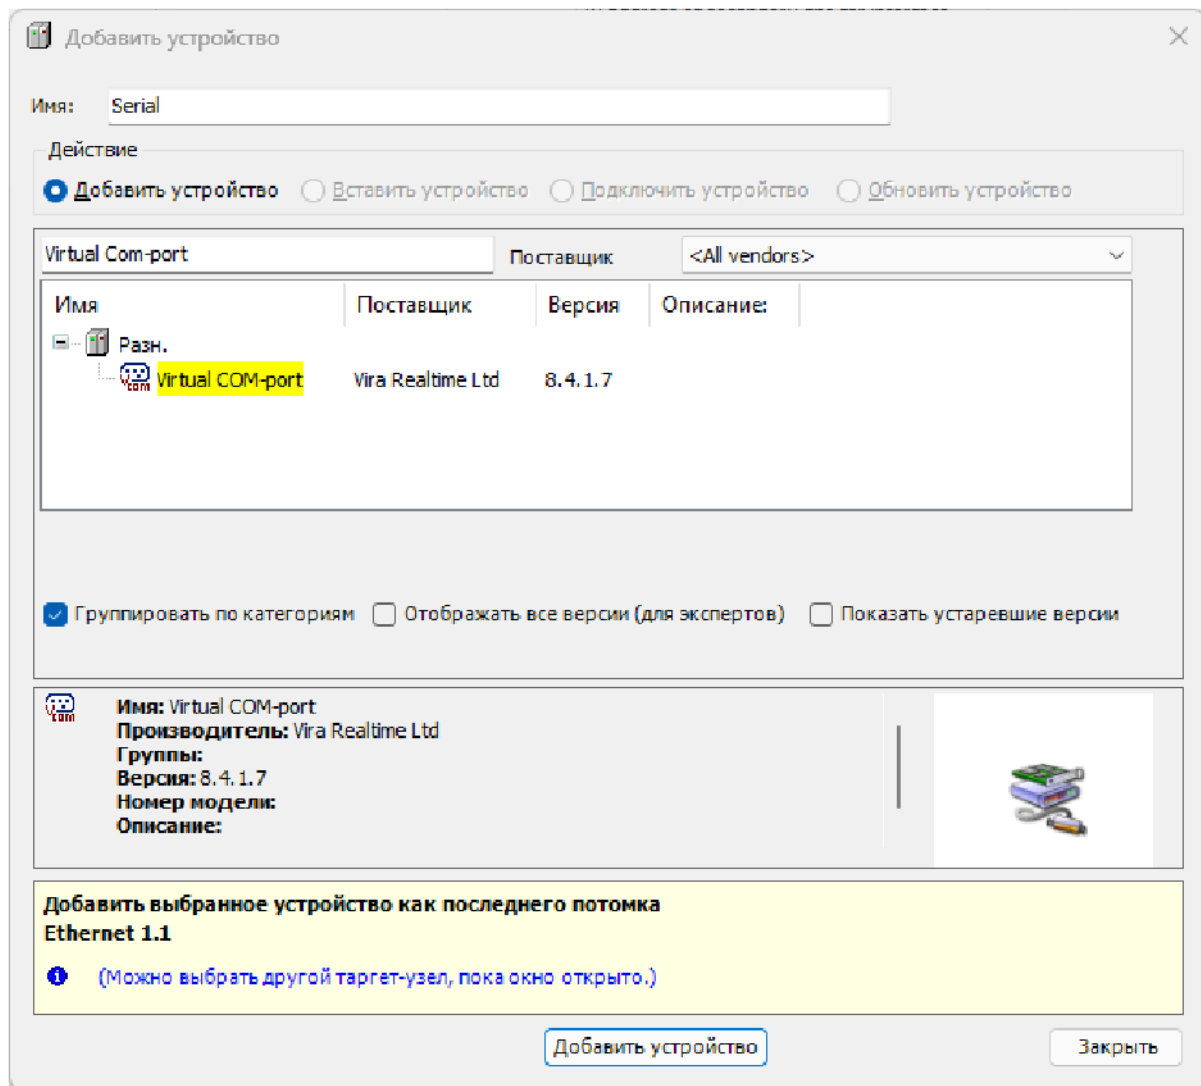 Добавить устройство
Имя: Serial
Действие
Добавить устройство Вставить устройство Подключить устройство Обновить устройство
Virtual Com-port Поставщик <All vendors>
Имя Поставщик Версия Описание:
Разн.
Virtual COM-port Vira Realtime Ltd 8.4.1.7
Группировать по категориям Отображать все версии (для экспертов) Показать устаревшие версии
Имя: Virtual COM-port
Производитель: Vira Realtime Ltd
Группы:
Версия: 8.4.1.7
Номер модели:
Описание:
Добавить выбранное устройство как последнего потомка
Ethernet 1.1
(Можно выбрать другой таргет-узел, пока окно открыто.)
Добавить устройство Закрыть